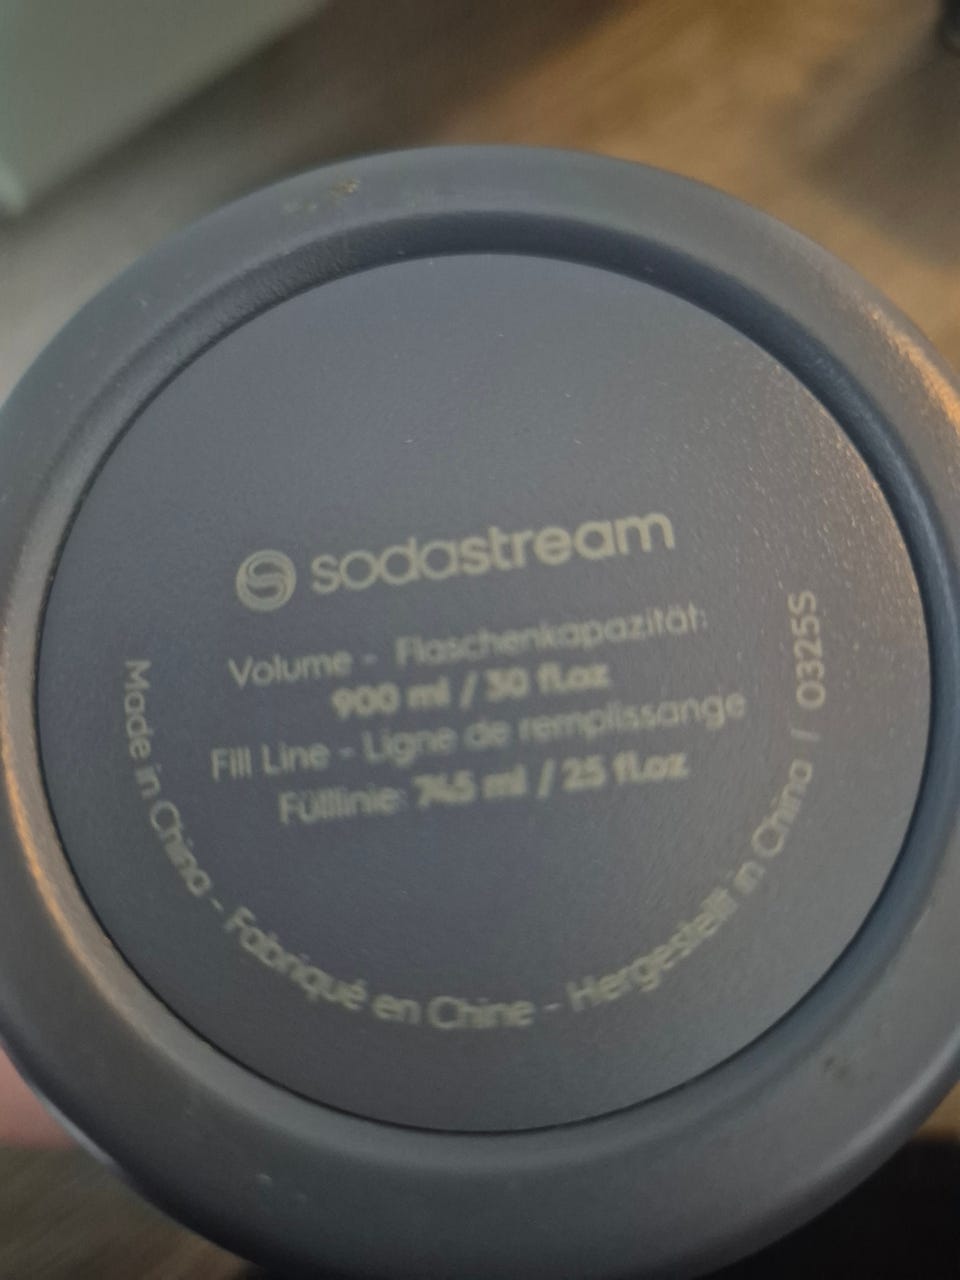 sodastream
Volume - Flaschenkapazität:
900 ml / 30 fl.oz
Fill Line - Ligne de remplissange
Fülllinie: 745 ml / 25 fl.oz
Made in China - Fabriqué en Chine - Hergestellt in China / 0325S